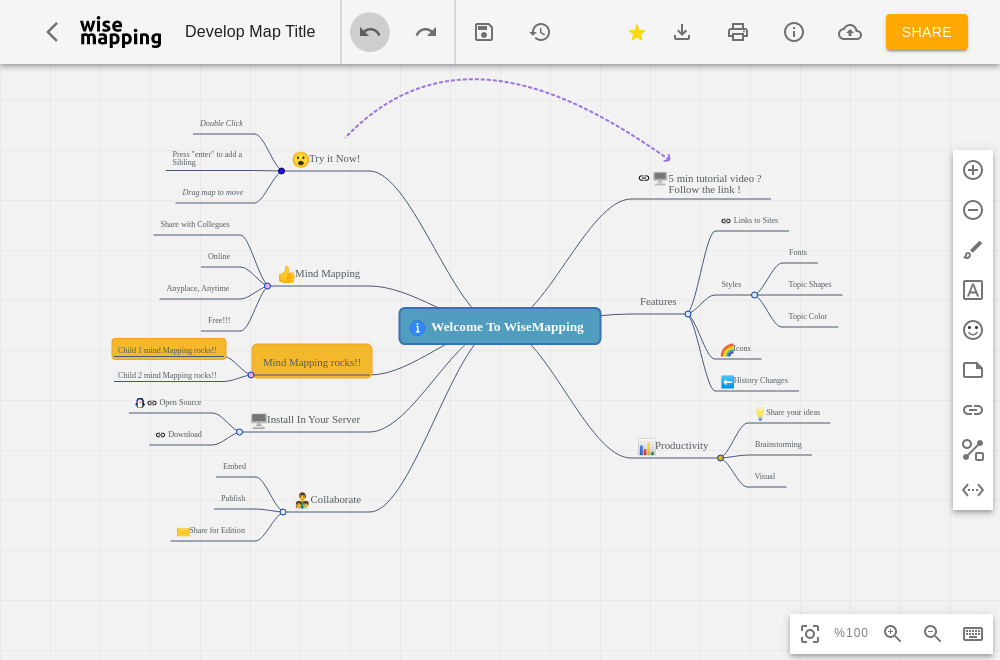 wise
mapping
Develop Map Title
SHARE
Double Click
Press "enter" to add a
Sibling
Drag map to move
Try it Now!
Share with Collegues
Online
Anyplace, Anytime
Free!!!
Mind Mapping
Child 1 mind Mapping rocks!!
Child 2 mind Mapping rocks!!
Mind Mapping rocks!!
Open Source
Download
Install In Your Server
Embed
Publish
Share for Edition
Collaborate
Welcome To WiseMapping
5 min tutorial video ?
Follow the link !
Links to Sites
Fonts
Styles
Topic Shapes
Topic Color
Features
Icons
History Changes
Share your ideas
Productivity
Brainstorming
Visual
%100